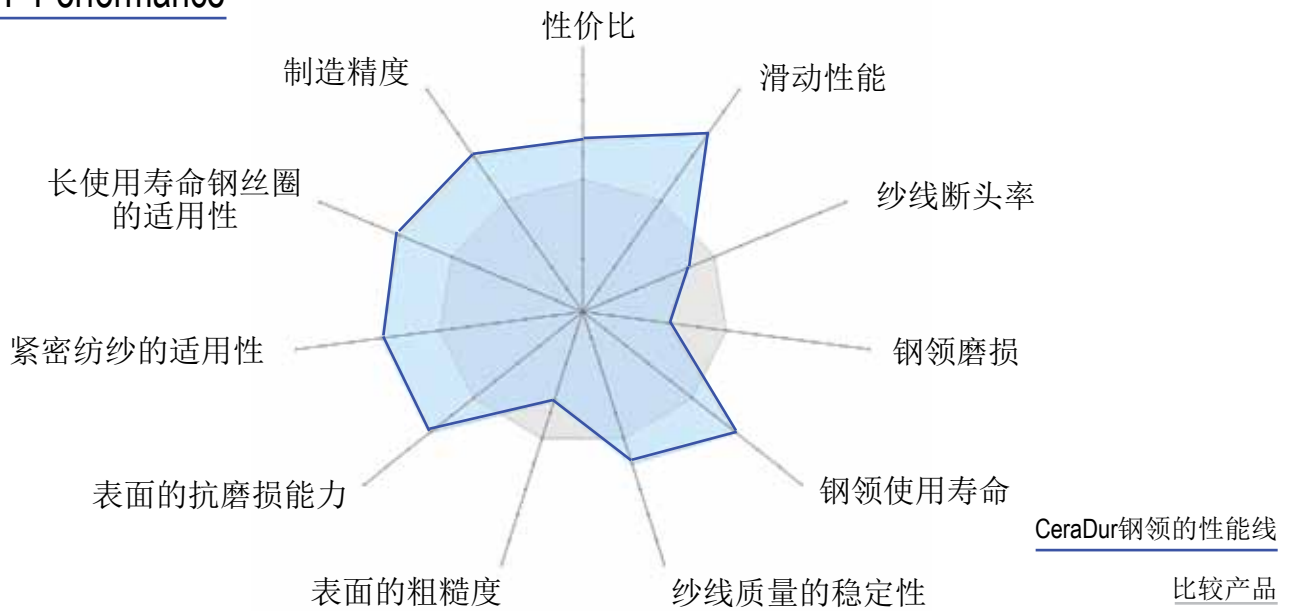 Performance
性价比
制造精度
滑动性能
长使用寿命钢丝圈
的适用性
纱线断头率
紧密纺纱的适用性
钢领磨损
表面的抗磨损能力
钢领使用寿命
CeraDur钢领的性能线
表面的粗糙度
纱线质量的稳定性
比较产品